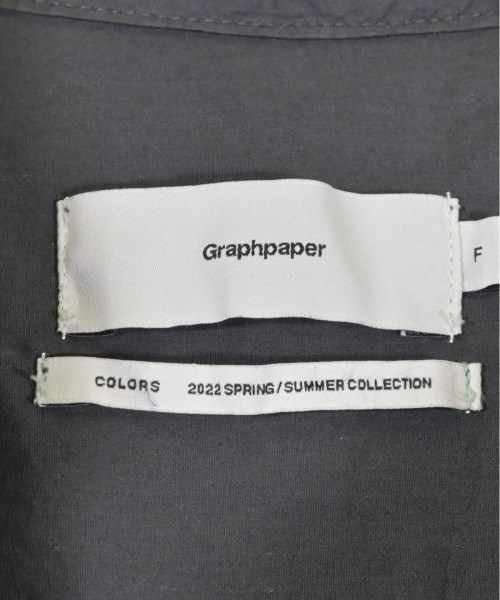 Graphpaper
F
COLORS 2022 SPRING/SUMMER COLLECTION